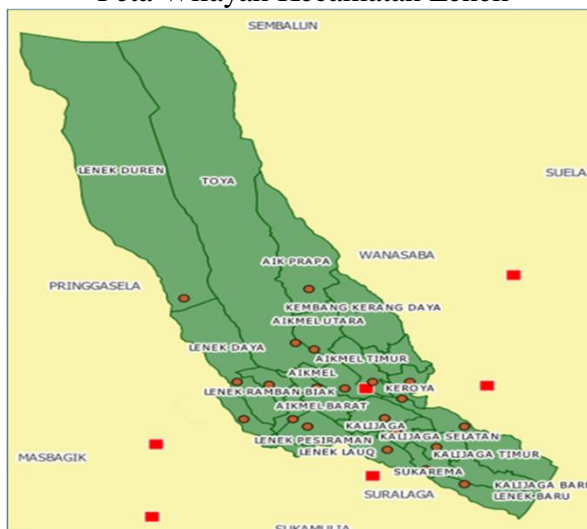 Peta Wilayah Kecamatan Lenek
SEMBALUN
LENEK DUREN
TOYA
SUELA
AIK PRAPA
WANASABA
PRINGGASELA
KEMBANG KERANG DAYA
AIKMEL UTARA
LENEK DAYA
AIKMEL TIMUR
AIKMEL
LENEK RAMBAN BIAK
KEROYA
AIKMEL BARAT
KALIJAGA
LENEK PESIRAMAN
KALIJAGA SELATAN
LENEK LAUQ
KALIJAGA TIMUR
MASBAGIK
SUKAREMA
KALIJAGA BARU
SURALAGA
LENEK BARU
SUKAMULIA